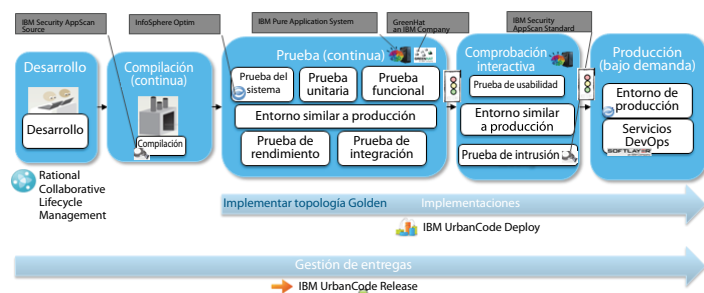 IBM Security AppScan
Source
InfoSphere Optim
IBM Pure Application System
GreenHat
an IBM Company
IBM Security
AppScan Standard
Desarrollo
Desarrollo
Compilación
(continua)
Compilación
Prueba (continua)
Prueba del
sistema
Prueba
unitaria
Prueba
funcional
Entorno similar a producción
Prueba de
rendimiento
Prueba de
integración
Comprobación
interactiva
Prueba de usabilidad
Entorno similar
a producción
Prueba de intrusión
Producción
(bajo demanda)
Entorno de
producción
Servicios
DevOps
SOFTLAYER
Rational
Collaborative
Lifecycle
Management
Implementar topología Golden
Implementaciones
IBM UrbanCode Deploy
Gestión de entregas
IBM UrbanCode Release